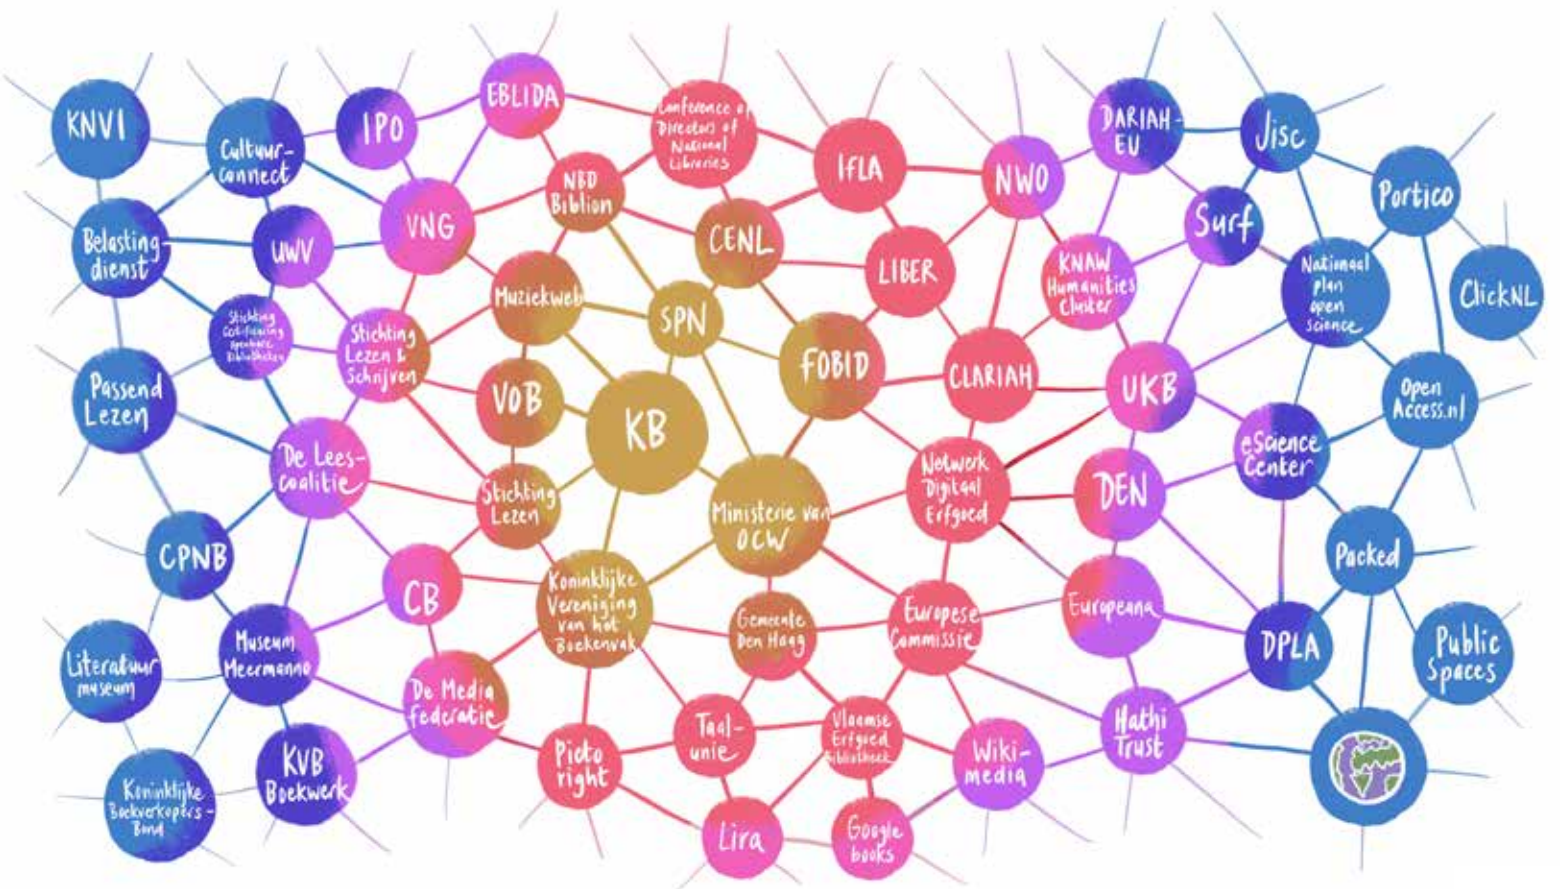 KNVI
Cultuur-
connect
IPO
EBLIDA
Conference of
Directors of
National
Libraries
IFLA
NWO
DARIAH-
EU
Jisc
Portico
ClickNL
Belasting-
dienst
UWV
VNG
NBD
Biblion
CENL
LIBER
KNAW
Humanities
Cluster
Surf
Nationaal
plan
open
science
Stichting
Certificering
openbare
Bibliotheken
Stichting
Lezen &
Schrijven
Muziekweb
SPN
FOBID
CLARIAH
UKB
Open
Access.nl
Passend
Lezen
VOB
KB
De Lees-
coalitie
Stichting
Lezen
Ministerie van
OCW
Netwerk
Digitaal
Erfgoed
DEN
eScience
Center
CPNB
CB
Koninklijke
Vereniging
van het
Boekenvak
Gemeente
Den Haag
Europese
Commissie
Europeana
Packed
DPLA
Public
Spaces
Literatuur
museum
Museum
Meermanno
De Media
federatie
Picto
right
Taal-
unie
Vlaamse
Erfgoed
Bibliotheek
Wiki-
media
Hathi
Trust
Koninklijke
Boekverkopers-
Bond
KVB
Boekwerk
Lira
Google
books